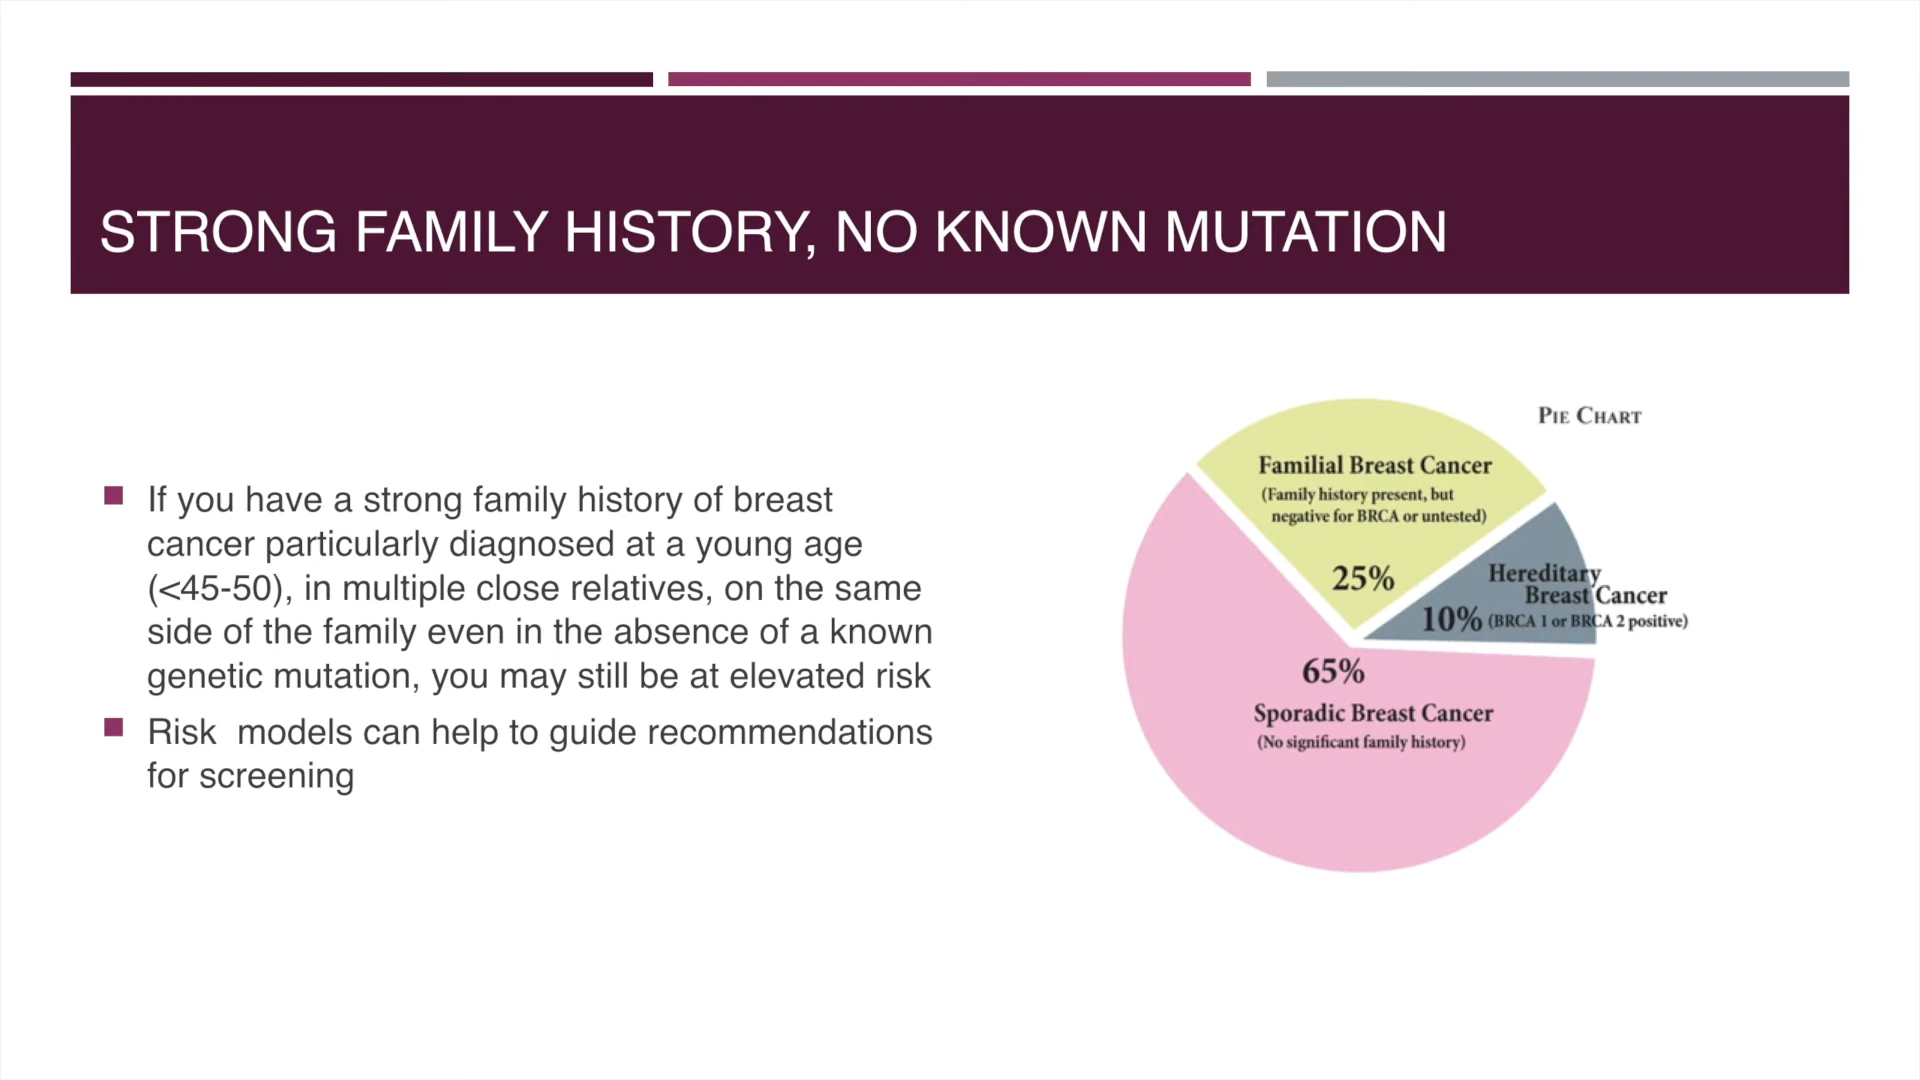 STRONG FAMILY HISTORY, NO KNOWN MUTATION
If you have a strong family history of breast
cancer particularly diagnosed at a young age
(<45-50), in multiple close relatives, on the same
side of the family even in the absence of a known
genetic mutation, you may still be at elevated risk
Risk  models can help to guide recommendations
for screening
PIE CHART
Familial Breast Cancer
(Family history present, but
negative for BRCA or untested)
25%
Hereditary
Breast Cancer
10% (BRCA 1 or BRCA 2 positive)
65%
Sporadic Breast Cancer
(No significant family history)